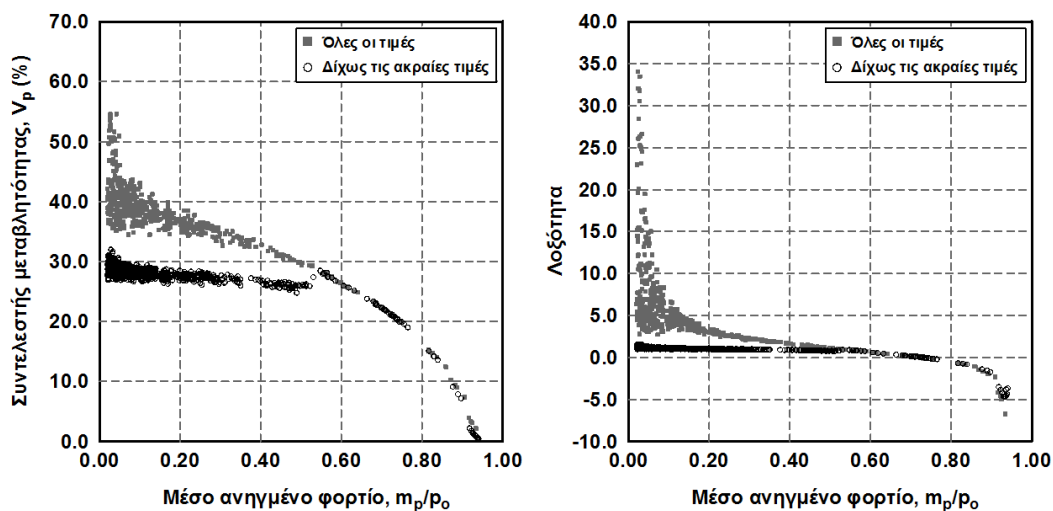 70.0
60.0
50.0
40.0
30.0
20.0
10.0
0.0
0.00 0.20 0.40 0.60 0.80 1.00
Συντελεστής μεταβλητότητας, Vp (%)
Μέσο ανηγμένο φορτίο, mp/po
Όλες οι τιμές
Δίχως τις ακραίες τιμές
40.0
35.0
30.0
25.0
20.0
15.0
10.0
5.0
0.0
-5.0
-10.0
0.00 0.20 0.40 0.60 0.80 1.00
Λοξότητα
Μέσο ανηγμένο φορτίο, mp/po
Όλες οι τιμές
Δίχως τις ακραίες τιμές